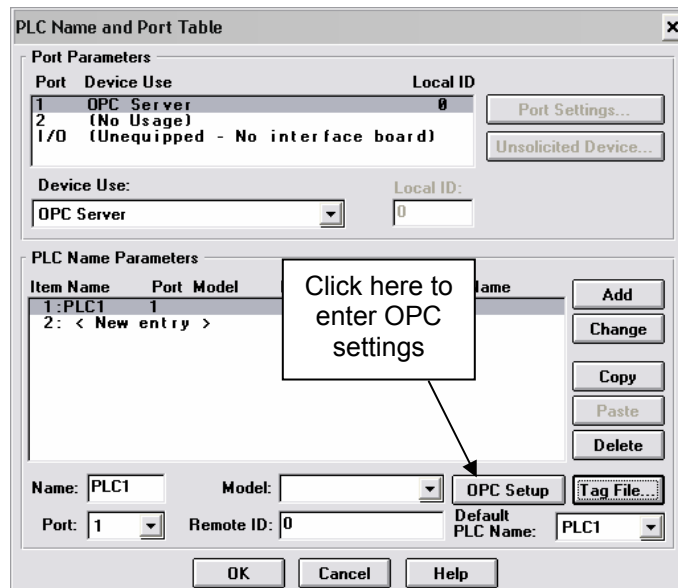 PLC Name and Port Table
Port Parameters
Port Device Use Local ID
1 OPC Server 0
2 (No Usage)
I/O (Unequipped - No interface board)
Port Settings...
Unsolicited Device...
Device Use:
Local ID:
OPC Server
0
PLC Name Parameters
Item Name Port Model
1:PLC1 1
2: < New entry >
Click here to
enter OPC
settings
Add
Change
Copy
Paste
Delete
Name: PLC1 Model: OPC Setup Tag File...
Port: 1 Remote ID: 0 Default PLC Name: PLC1
OK Cancel Help